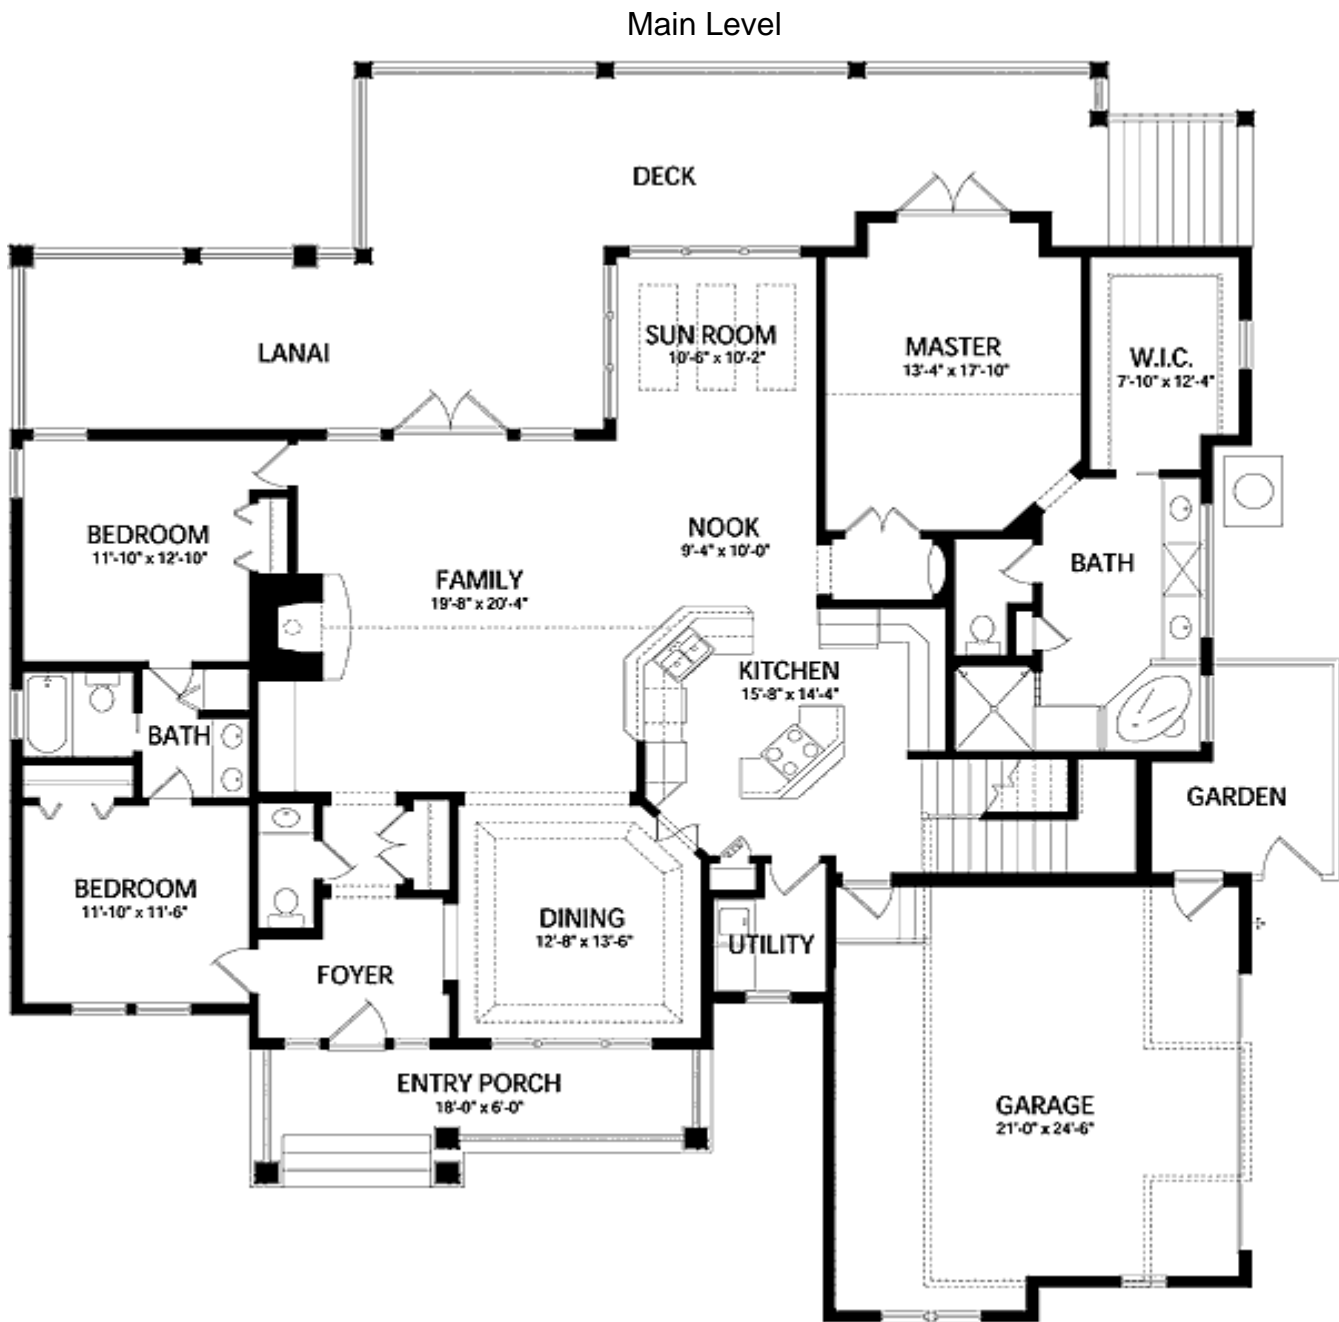 Main Level
DECK
LANAI
SUN ROOM
10'-6" x 10'-2"
MASTER
13'-4" x 17'-10"
W.I.C.
7'-10" x 12'-4"
BEDROOM
11'-10" x 12'-10"
NOOK
9'-4" x 10'-0"
FAMILY
19'-8" x 20'-4"
BATH
KITCHEN
15'-8" x 14'-4"
BATH
GARDEN
BEDROOM
11'-10" x 11'-6"
DINING
12'-8" x 13'-6"
UTILITY
FOYER
ENTRY PORCH
18'-0" x 6'-0"
GARAGE
21'-0" x 24'-6"